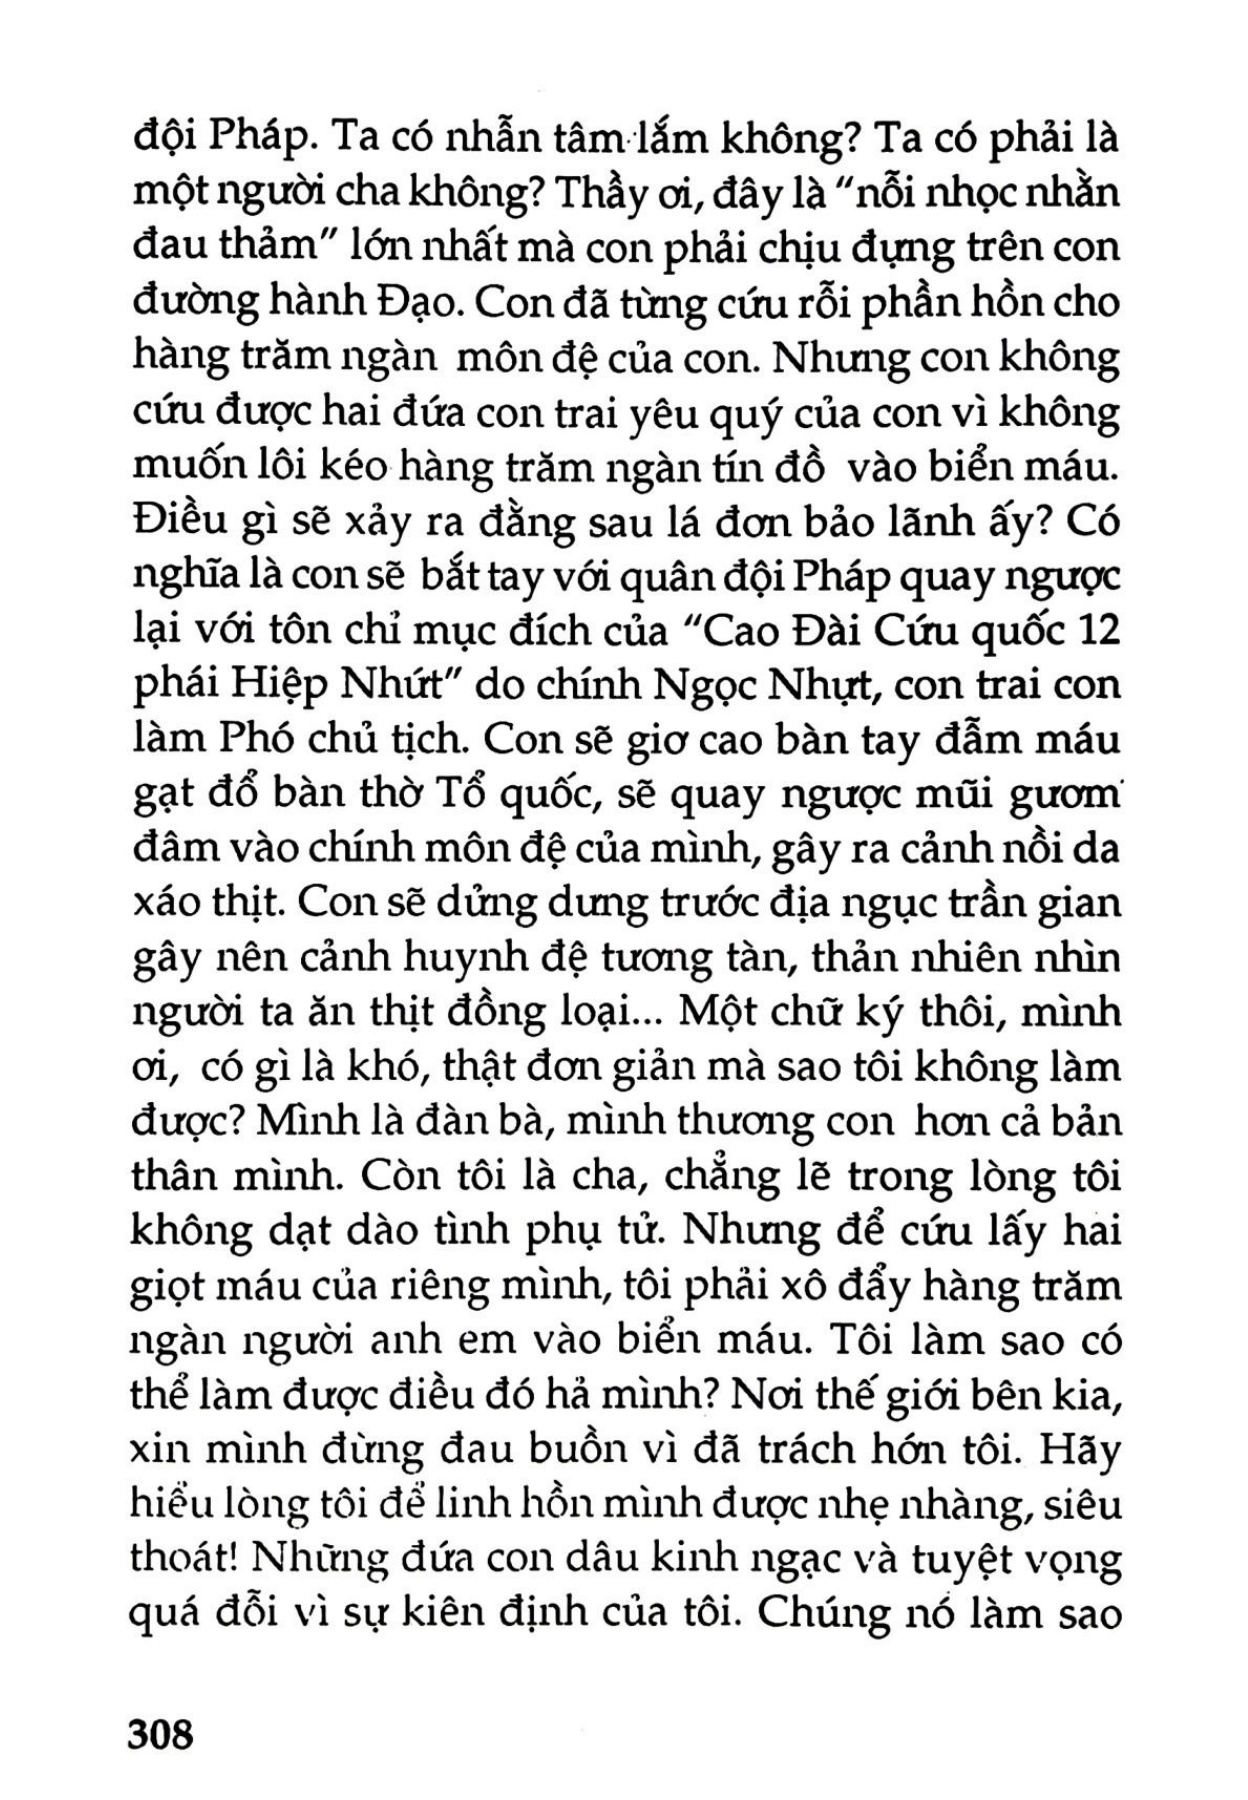 đội Pháp. Ta có nhẫn tâm lắm không? Ta có phải là
một người cha không? Thầy ơi, đây là "nỗi nhọc nhằn
đau thảm" lớn nhất mà con phải chịu đựng trên con
đường hành Đạo. Con đã từng cứu rỗi phần hồn cho
hàng trăm ngàn môn đệ của con. Nhưng con không
cứu được hai đứa con trai yêu quý của con vì không
muốn lôi kéo hàng trăm ngàn tín đồ vào biển máu.
Điều gì sẽ xảy ra đằng sau lá đơn bảo lãnh ấy? Có
nghĩa là con sẽ bắt tay với quân đội Pháp quay ngược
lại với tôn chỉ mục đích của "Cao Đài Cứu quốc 12
phái Hiệp Nhứt" do chính Ngọc Nhựt, con trai con
làm Phó chủ tịch. Con sẽ giơ cao bàn tay đẫm máu
gạt đổ bàn thờ Tổ quốc, sẽ quay ngược mũi gươm
đâm vào chính môn đệ của mình, gây ra cảnh nồi da
xáo thịt. Con sẽ dửng dưng trước địa ngục trần gian
gây nên cảnh huynh đệ tương tàn, thản nhiên nhìn
người ta ăn thịt đồng loại... Một chữ ký thôi, mình
ơi, có gì là khó, thật đơn giản mà sao tôi không làm
được? Mình là đàn bà, mình thương con hơn cả bản
thân mình. Còn tôi là cha, chẳng lẽ trong lòng tôi
không dạt dào tình phụ tử. Nhưng để cứu lấy hai
giọt máu của riêng mình, tôi phải xô đẩy hàng trăm
ngàn người anh em vào biển máu. Tôi làm sao có
thể làm được điều đó hả mình? Nơi thế giới bên kia,
xin mình đừng đau buồn vì đã trách hớn tôi. Hãy
hiểu lòng tôi để linh hồn mình được nhẹ nhàng, siêu
thoát! Những đứa con dâu kinh ngạc và tuyệt vọng
quá đỗi vì sự kiên định của tôi. Chúng nó làm sao
308